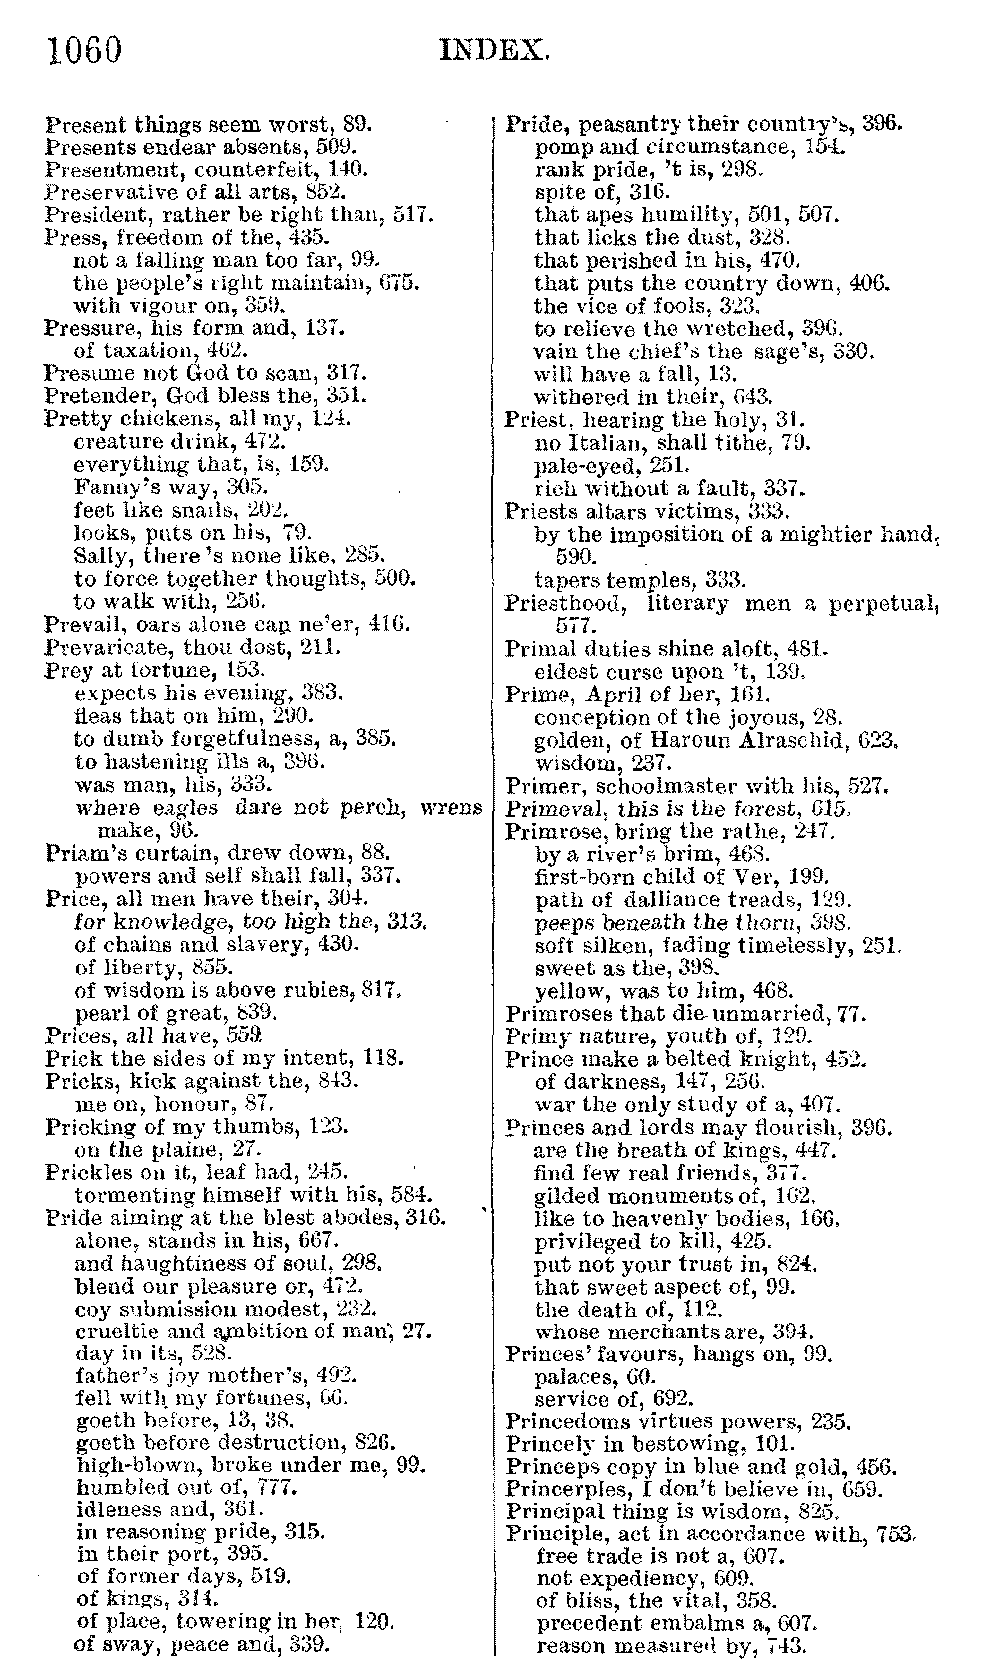 1060
INDEX.
Present things seem worst, 89.
Presents endear absents, 509.
Presentment, counterfeit, 140.
Preservative of all arts, 852.
President, rather be right than, 517.
Press, freedom of the, 435.
not a falling man too far, 99.
the people's right maintain, 675.
with vigour on, 359.
Pressure, his form and, 137.
of taxation, 462.
Presume not God to scan, 317.
Pretender, God bless the, 351.
Pretty chickens, all my, 124.
creature drink, 472.
everything that, is, 159.
Fanny's way, 305.
feet like snails, 202.
looks, puts on his, 79.
Sally, there 's none like, 285.
to force together thoughts, 500.
to walk with, 256.
Prevail, oars alone can ne'er, 416.
Prevaricate, thou dost, 211.
Prey at fortune, 153.
expects his evening, 383.
fleas that on him, 290.
to dumb forgetfulness, a, 385.
to hastening ills a, 396.
was man, his, 333.
where eagles dare not perch, wrens
make, 96.
Priam's curtain, drew down, 88.
powers and self shall fall, 337.
Price, all men have their, 304.
for knowledge, too high the, 313.
of chains and slavery, 430.
of liberty, 855.
of wisdom is above rubies, 817.
pearl of great, 839.
Prices, all have, 559
Prick the sides of my intent, 118.
Pricks, kick against the, 843.
me on, honour, 87.
Pricking of my thumbs, 123.
on the plaine, 27.
Prickles on it, leaf had, 245.
tormenting himself with his, 584.
Pride aiming at the blest abodes, 316.
alone, stands in his, 667.
and haughtiness of soul, 298.
blend our pleasure or, 472.
coy submission modest, 232.
crueltie and ambition of man, 27.
day in its, 528.
father's joy mother's, 492.
fell with my fortunes, 66.
goeth before, 13, 38.
goeth before destruction, 826.
high-blown, broke under me, 99.
humbled out of, 777.
idleness and, 361.
in reasoning pride, 315.
in their port, 395.
of former days, 519.
of kings, 314.
of place, towering in her, 120.
of sway, peace and, 339.
Pride, peasantry their country's, 396.
pomp and circumstance, 154.
rank pride, 't is, 298.
spite of, 316.
that apes humility, 501, 507.
that licks the dust, 328.
that perished in his, 470.
that puts the country down, 406.
the vice of fools, 323.
to relieve the wretched, 396.
vain the chief's the sage's, 330.
will have a fall, 13.
withered in their, 643.
Priest, hearing the holy, 31.
no Italian, shall tithe, 79.
pale-eyed, 251.
rich without a fault, 337.
Priests altars victims, 333.
by the imposition of a mightier hand,
590.
tapers temples, 333.
Priesthood, literary men a perpetual,
577.
Primal duties shine aloft, 481.
eldest curse upon 't, 139.
Prime, April of her, 161.
conception of the joyous, 28.
golden, of Haroun Alraschid, 623.
wisdom, 237.
Primer, schoolmaster with his, 527.
Primeval, this is the forest, 615.
Primrose, bring the rathe, 247.
by a river's brim, 468.
first-born child of Ver, 199.
path of dalliance treads, 129.
peeps beneath the thorn, 398.
soft silken, fading timelessly, 251.
sweet as the, 398.
yellow, was to him, 468.
Primroses that die unmarried, 77.
Primy nature, youth of, 129.
Prince make a belted knight, 452.
of darkness, 147, 256.
war the only study of a, 407.
Princes and lords may flourish, 396.
are the breath of kings, 447.
find few real friends, 377.
gilded monuments of, 162.
like to heavenly bodies, 166.
privileged to kill, 425.
put not your trust in, 824.
that sweet aspect of, 99.
the death of, 112.
whose merchants are, 394.
Princes' favours, hangs on, 99.
palaces, 60.
service of, 692.
Princedoms virtues powers, 235.
Princely in bestowing, 101.
Princeps copy in blue and gold, 456.
Princerples, I don't believe in, 659.
Principal thing is wisdom, 825.
Principle, act in accordance with, 753.
free trade is not a, 607.
not expediency, 609.
of bliss, the vital, 358.
precedent embalms a, 607.
reason measured by, 743.